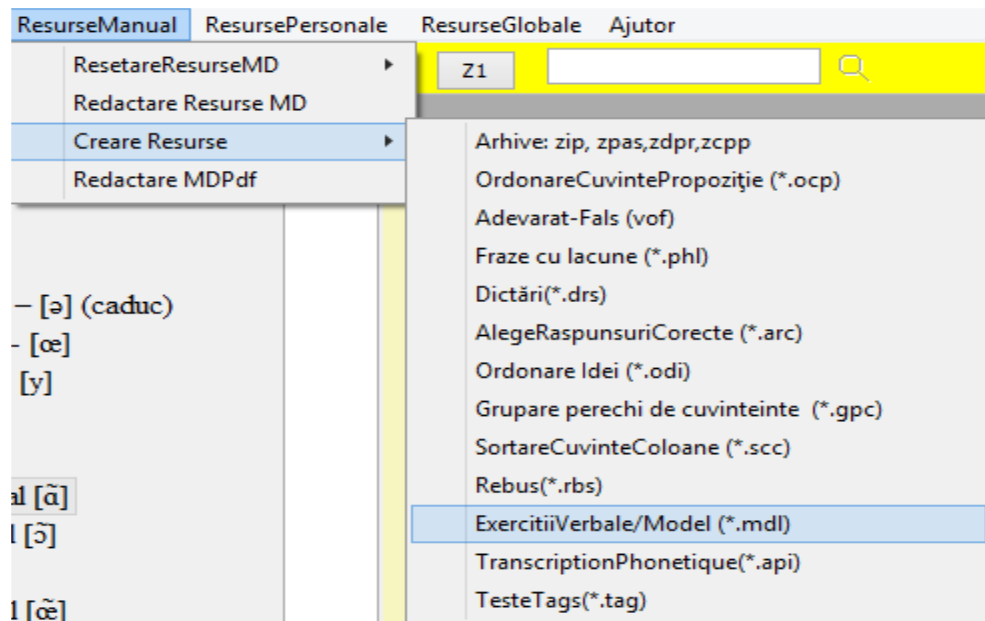 ResurseManual ResursePersonale ResurseGlobale Ajutor
ResetareResurseMD
Redactare Resurse MD
Creare Resurse
Redactare MDPdf
Z1
Arhive: zip, zpas,zdpr,zcpp
OrdonareCuvintePropoziţie (*.ocp)
Adevarat-Fals (vof)
Fraze cu lacune (*.phl)
Dictări(*.drs)
AlegeRaspunsuriCorecte (*.arc)
Ordonare Idei (*.odi)
Grupare perechi de cuvinteinte (*.gpc)
SortareCuvinteColoane (*.scc)
Rebus(*.rbs)
ExercitiiVerbale/Model (*.mdl)
TranscriptionPhonetique(*.api)
TesteTags(*.tag)
– [ə] (caduc)
- [œ]
[y]
al [ɑ̃]
l [ɔ̃]
l [œ̃]